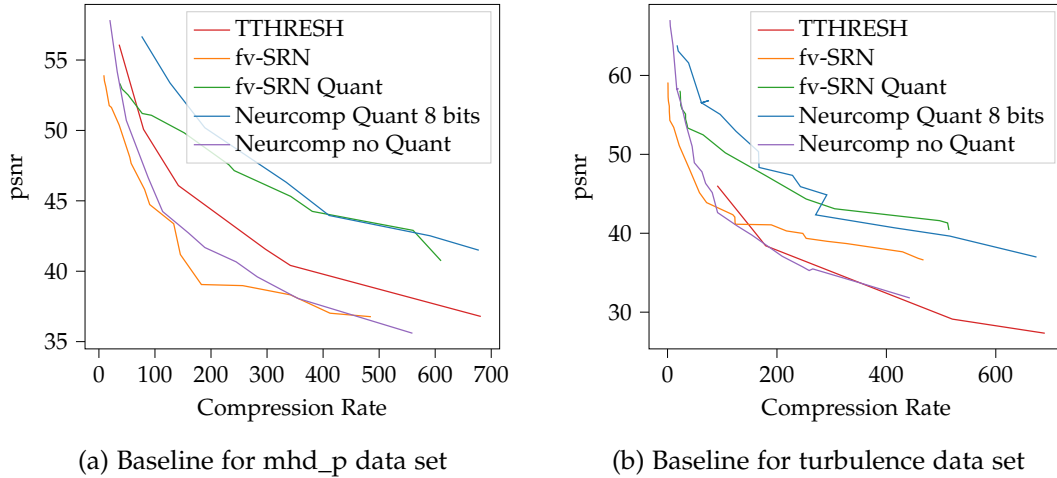 TTHRESH
fv-SRN
fv-SRN Quant
Neurcomp Quant 8 bits
Neurcomp no Quant
55
50
45
40
35
psnr
0 100 200 300 400 500 600 700
Compression Rate
(a) Baseline for mhd_p data set
TTHRESH
fv-SRN
fv-SRN Quant
Neurcomp Quant 8 bits
Neurcomp no Quant
60
50
40
30
psnr
0 200 400 600
Compression Rate
(b) Baseline for turbulence data set